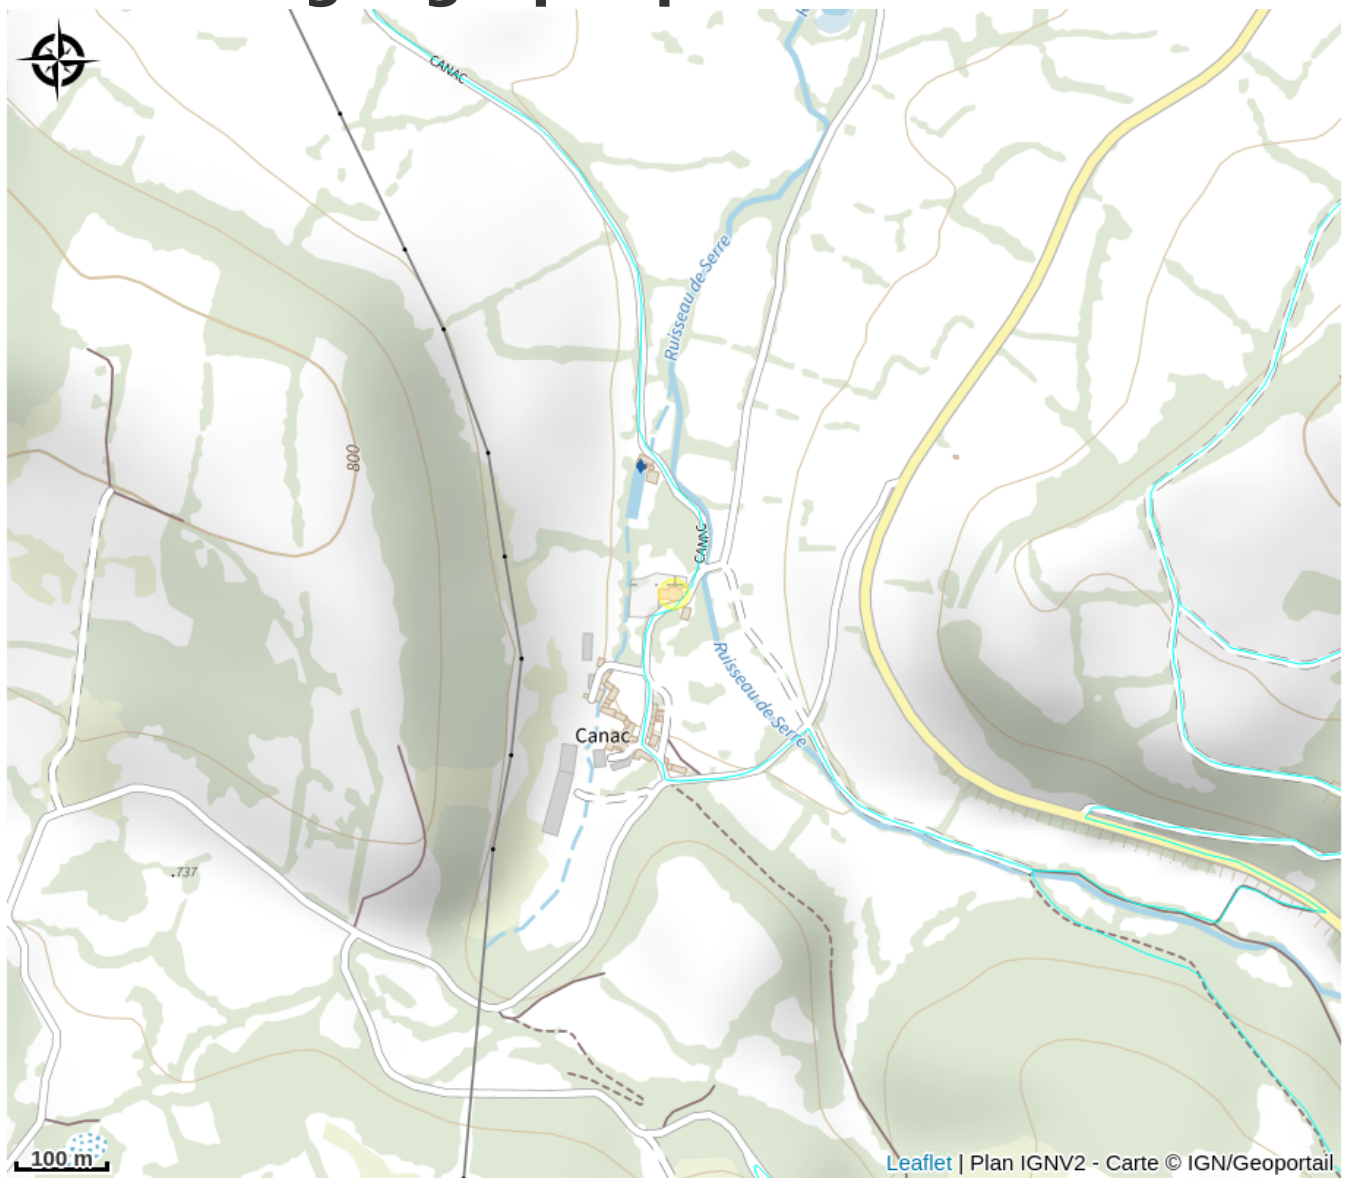 CANAC
Ruisseau de Serre
800
CANAC
Ruisseau de Serre
Canac
737
100 m
Leaflet | Plan IGNV2 - Carte © IGN/Geoportail